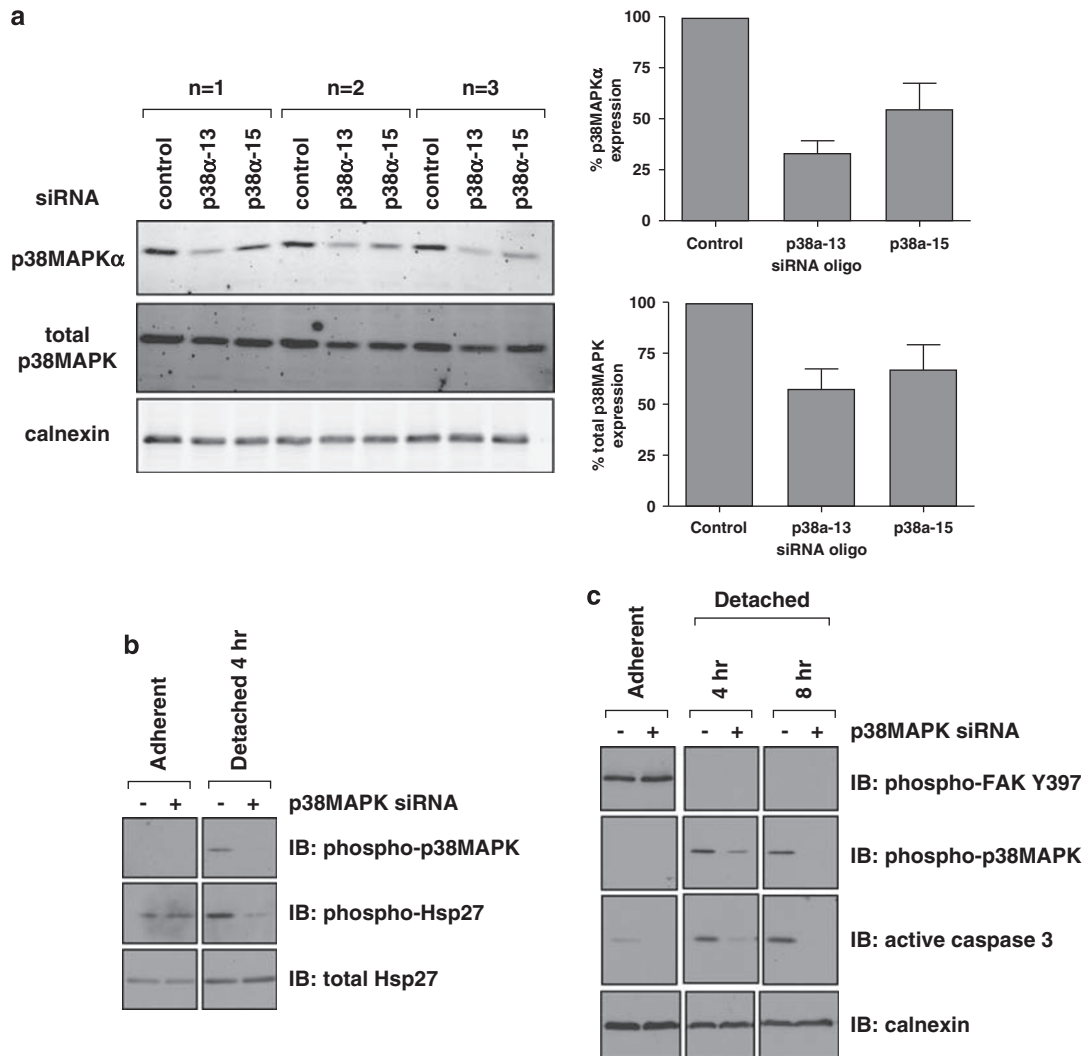 a
n=1 n=2 n=3
siRNA
control p38α-13 p38α-15 control p38α-13 p38α-15 control p38α-13 p38α-15
p38MAPKα
total
p38MAPK
calnexin
% p38MAPKα
expression
100
75
50
25
0
Control p38a-13 p38a-15
siRNA oligo
% total p38MAPK
expression
100
75
50
25
0
Control p38a-13 p38a-15
siRNA oligo
b
Adherent Detached 4 hr
- + - + p38MAPK siRNA
IB: phospho-p38MAPK
IB: phospho-Hsp27
IB: total Hsp27
c
Detached
Adherent 4 hr 8 hr
- + - + - + p38MAPK siRNA
IB: phospho-FAK Y397
IB: phospho-p38MAPK
IB: active caspase 3
IB: calnexin